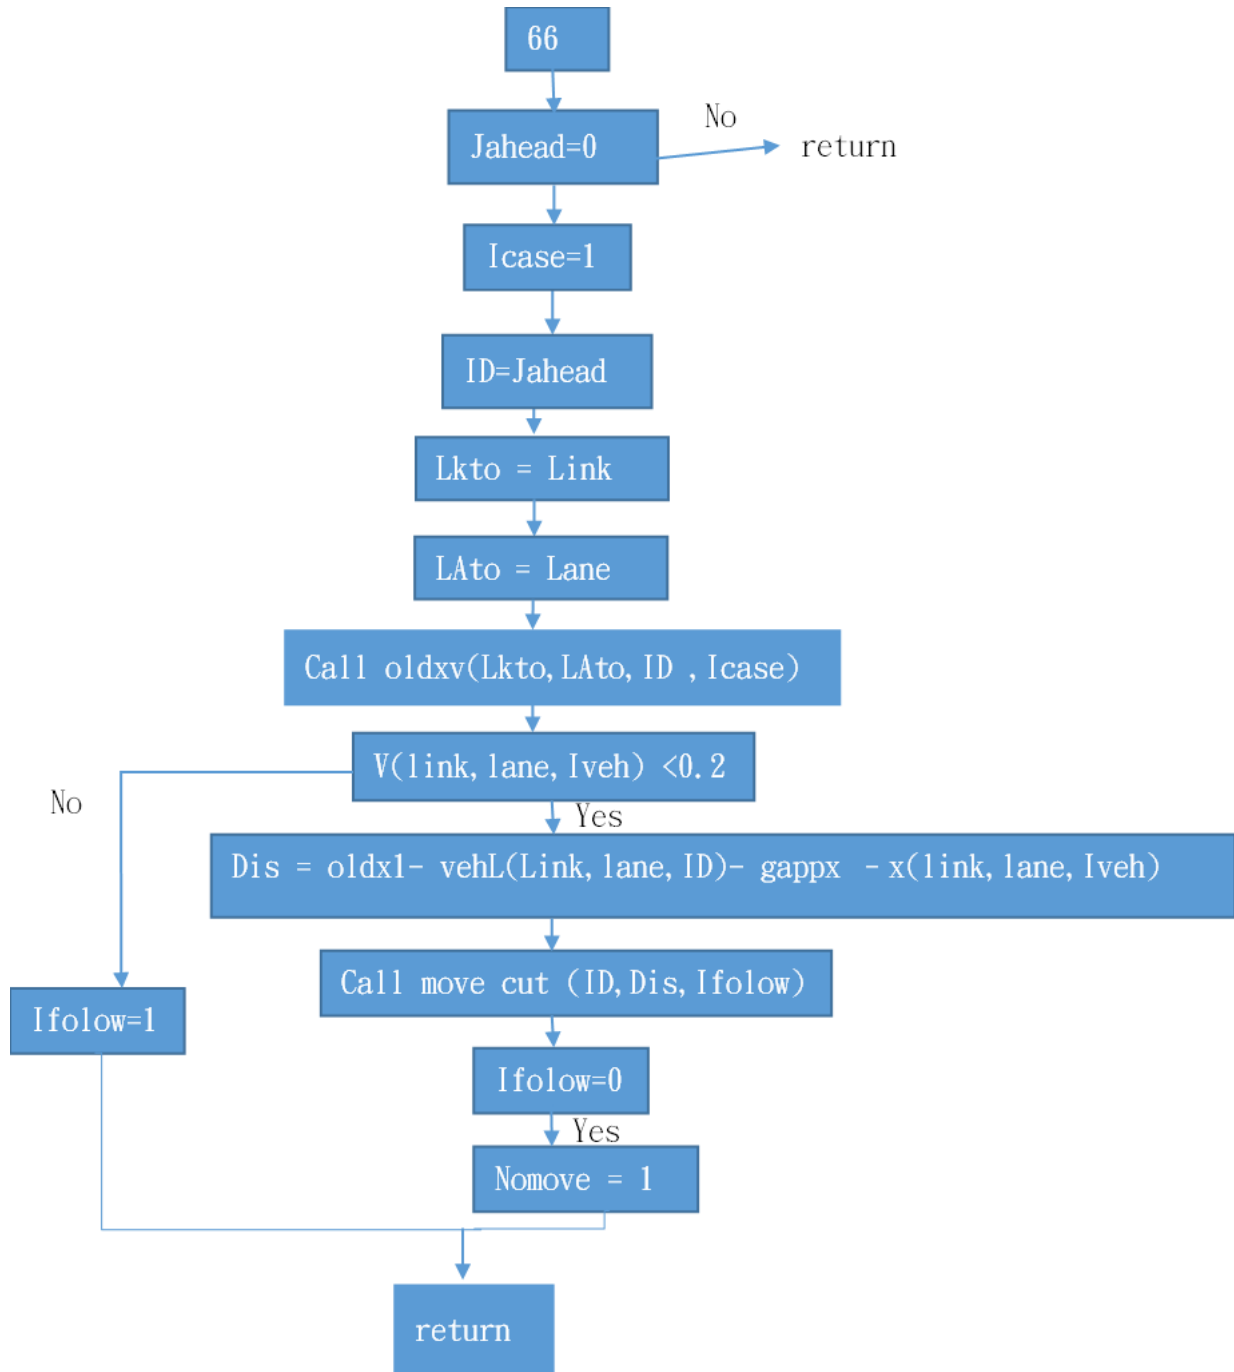 66
Jahead=0
No
return
Icase=1
ID=Jahead
Lkto = Link
LAto = Lane
Call oldxv(Lkto,LAto,ID ,Icase)
V(link,lane,Iveh) <0.2
No
Yes
Dis = oldx1- vehL(Link,lane,ID)- gappx －x(link,lane,Iveh)
Call move cut (ID,Dis,Ifolow)
Ifolow=1
Ifolow=0
Yes
Nomove = 1
return